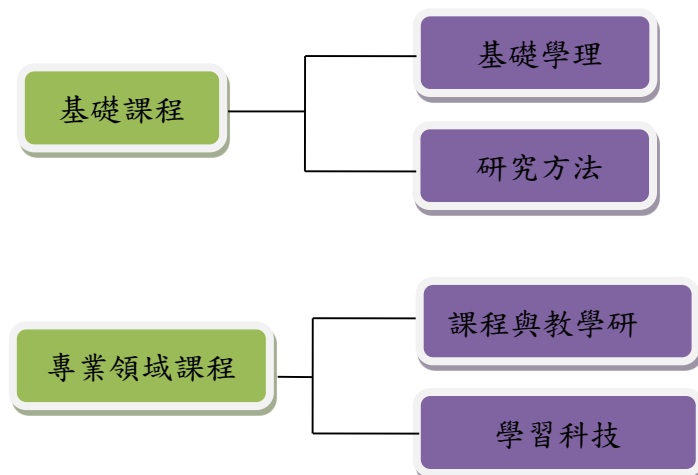 基礎學理
基礎課程
研究方法
課程與教學研
專業領域課程
學習科技